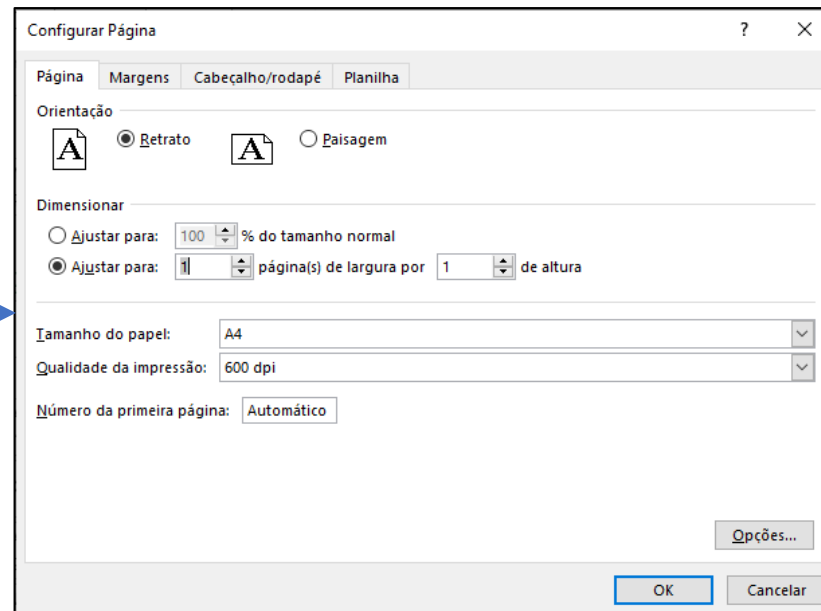 Configurar Página ?
Página Margens Cabeçalho/rodapé Planilha
Orientação
A Retrato A Paisagem
Dimensionar
Ajustar para: 100 % do tamanho normal
Ajustar para: 1 página(s) de largura por 1 de altura
Tamanho do papel: A4
Qualidade da impressão: 600 dpi
Número da primeira página: Automático
Opções...
OK Cancelar